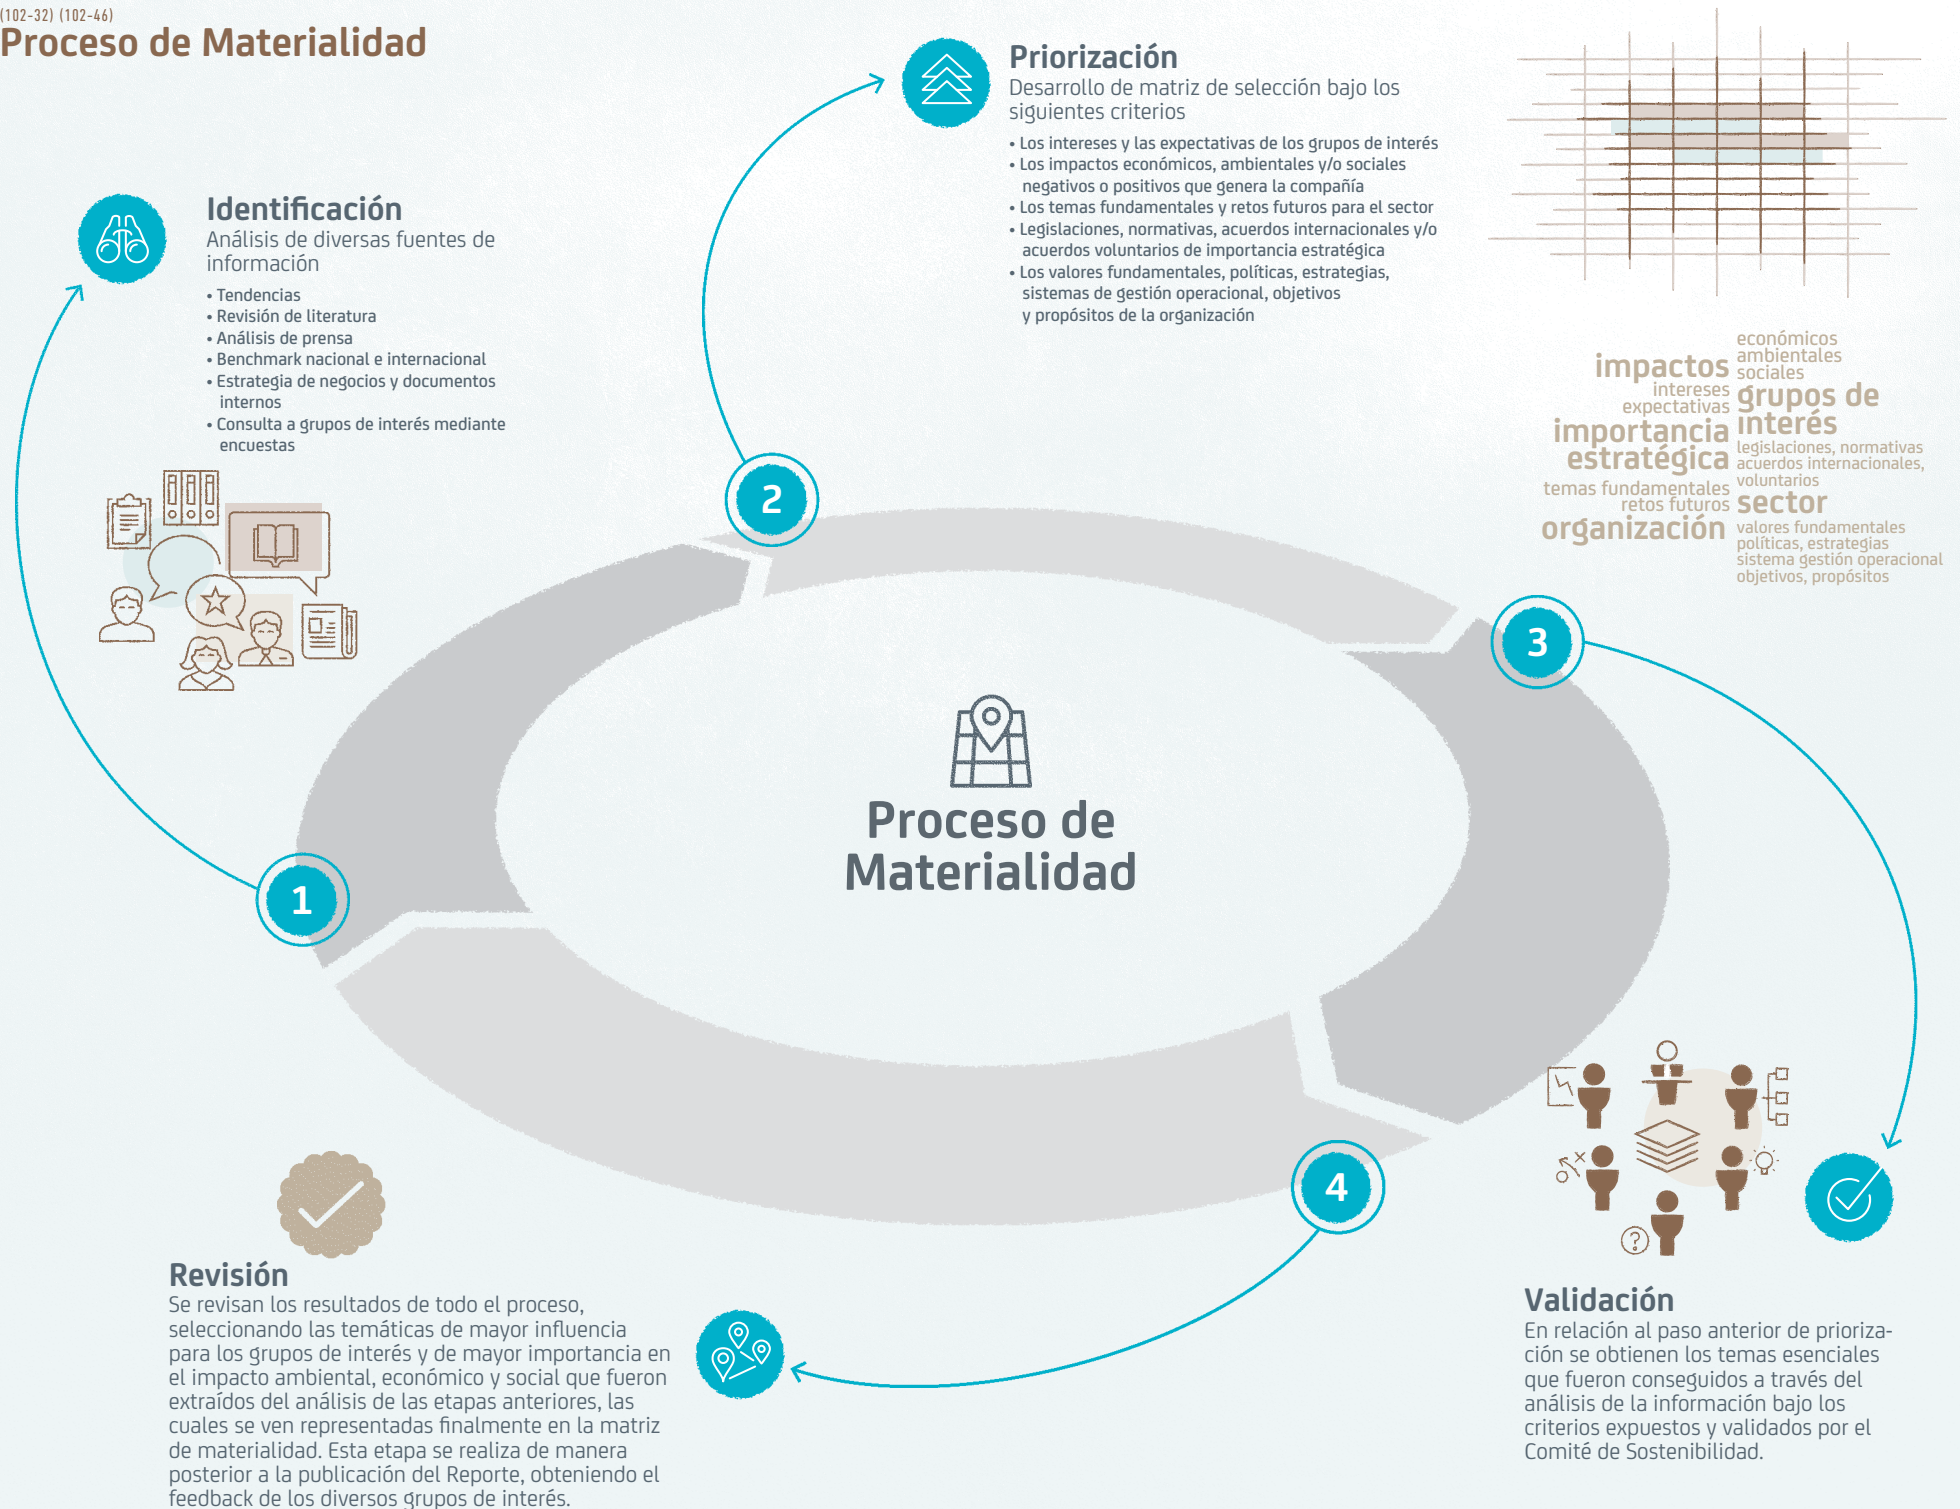 (102-32) (102-46)
Proceso de Materialidad
Identificación
Análisis de diversas fuentes de
información
• Tendencias
• Revisión de literatura
• Análisis de prensa
• Benchmark nacional e internacional
• Estrategia de negocios y documentos
internos
• Consulta a grupos de interés mediante
encuestas
1
Priorización
Desarrollo de matriz de selección bajo los
siguientes criterios
• Los intereses y las expectativas de los grupos de interés
• Los impactos económicos, ambientales y/o sociales
negativos o positivos que genera la compañía
• Los temas fundamentales y retos futuros para el sector
• Legislaciones, normativas, acuerdos internacionales y/o
acuerdos voluntarios de importancia estratégica
• Los valores fundamentales, políticas, estrategias,
sistemas de gestión operacional, objetivos
y propósitos de la organización
2
impactos
intereses
expectativas
importancia
estratégica
temas fundamentales
retos futuros
organización
económicos
ambientales
sociales
grupos de
interés
legislaciones, normativas
acuerdos internacionales,
voluntarios
sector
valores fundamentales
políticas, estrategias
sistema gestión operacional
objetivos, propósitos
3
Proceso de
Materialidad
?
Validación
En relación al paso anterior de prioriza-
ción se obtienen los temas esenciales
que fueron conseguidos a través del
análisis de la información bajo los
criterios expuestos y validados por el
Comité de Sostenibilidad.
4
Revisión
Se revisan los resultados de todo el proceso,
seleccionando las temáticas de mayor influencia
para los grupos de interés y de mayor importancia en
el impacto ambiental, económico y social que fueron
extraídos del análisis de las etapas anteriores, las
cuales se ven representadas finalmente en la matriz
de materialidad. Esta etapa se realiza de manera
posterior a la publicación del Reporte, obteniendo el
feedback de los diversos grupos de interés.